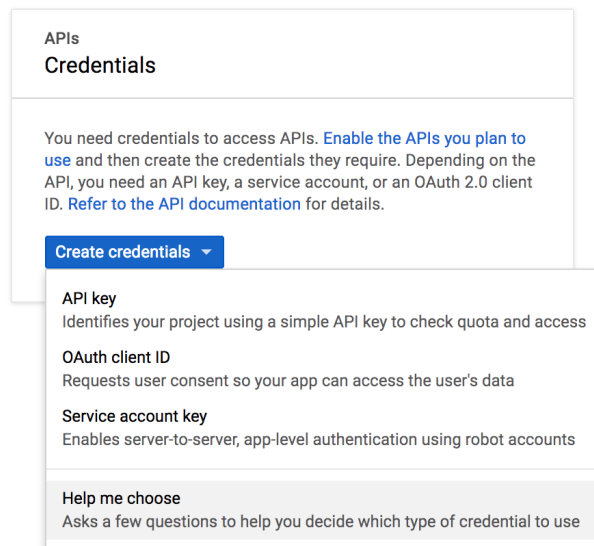 APIs
Credentials
You need credentials to access APIs. Enable the APIs you plan to
use and then create the credentials they require. Depending on the
API, you need an API key, a service account, or an OAuth 2.0 client
ID. Refer to the API documentation for details.
Create credentials
API key
Identifies your project using a simple API key to check quota and access
OAuth client ID
Requests user consent so your app can access the user's data
Service account key
Enables server-to-server, app-level authentication using robot accounts
Help me choose
Asks a few questions to help you decide which type of credential to use